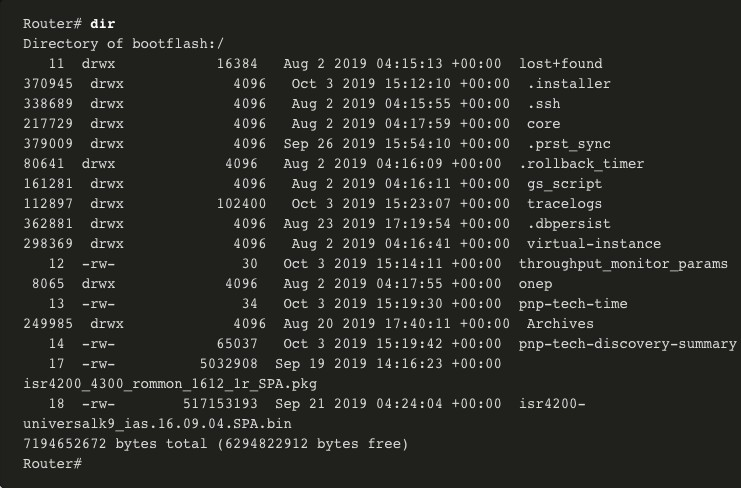 Router# dir
Directory of bootflash:/
11 drwx 16384 Aug 2 2019 04:15:13 +00:00 lost+found
370945 drwx 4096 Oct 3 2019 15:12:10 +00:00 .installer
338689 drwx 4096 Aug 2 2019 04:15:55 +00:00 .ssh
217729 drwx 4096 Aug 2 2019 04:17:59 +00:00 core
379009 drwx 4096 Sep 26 2019 15:54:10 +00:00 .prst_sync
80641 drwx 4096 Aug 2 2019 04:16:09 +00:00 .rollback_timer
161281 drwx 4096 Aug 2 2019 04:16:11 +00:00 gs_script
112897 drwx 102400 Oct 3 2019 15:23:07 +00:00 tracelogs
362881 drwx 4096 Aug 23 2019 17:19:54 +00:00 .dbpersist
298369 drwx 4096 Aug 2 2019 04:16:41 +00:00 virtual-instance
12 -rw- 30 Oct 3 2019 15:14:11 +00:00 throughput_monitor_params
8065 drwx 4096 Aug 2 2019 04:17:55 +00:00 onep
13 -rw- 34 Oct 3 2019 15:19:30 +00:00 pnp-tech-time
249985 drwx 4096 Aug 20 2019 17:40:11 +00:00 Archives
14 -rw- 65037 Oct 3 2019 15:19:42 +00:00 pnp-tech-discovery-summary
17 -rw- 5032908 Sep 19 2019 14:16:23 +00:00
isr4200_4300_rommon_1612_1r_SPA.pkg
18 -rw- 517153193 Sep 21 2019 04:24:04 +00:00 isr4200-
universalk9_ias.16.09.04.SPA.bin
7194652672 bytes total (6294822912 bytes free)
Router#